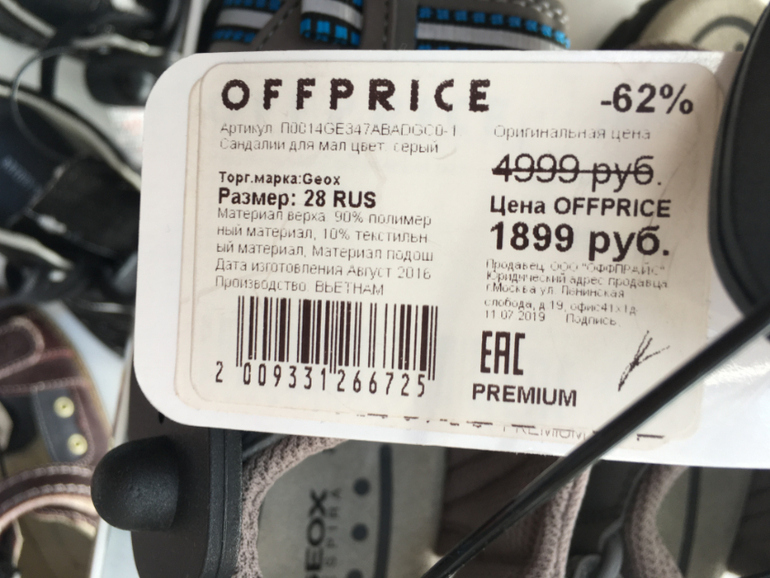 OFFPRICE
-62%
Артикул: П0014GE347ABADGC0-1
Сандалии для мал цвет: серый
Торг.марка:Geox
Размер: 28 RUS
Материал верха: 90% полимер
ный материал, 10% текстильн
ый материал, Материал подош
Дата изготовления Август 2016
Производство: ВЬЕТНАМ
2 009331 266725
Оригинальная цена
4999 руб.
Цена OFFPRICE
1899 руб.
Продавец: ООО "ОФФПРАЙС"
Юридический адрес продавца:
г.Москва ул. Ленинская
слобода, д 19, офис41х1д
11 07 2019 Подпись
EAC
PREMIUM
PREMIUM
GEOX